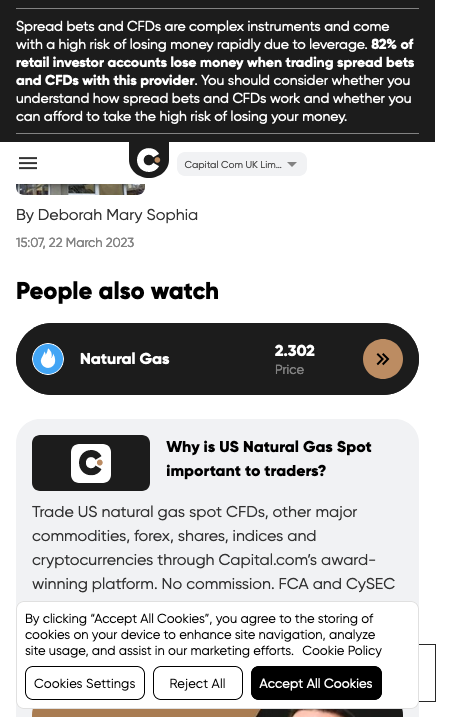 Spread bets and CFDs are complex instruments and come
with a high risk of losing money rapidly due to leverage. 82% of
retail investor accounts lose money when trading spread bets
and CFDs with this provider. You should consider whether you
understand how spread bets and CFDs work and whether you
can afford to take the high risk of losing your money.
Capital Com UK Lim...
By Deborah Mary Sophia
15:07, 22 March 2023
People also watch
Natural Gas
2.302
Price
Why is US Natural Gas Spot
important to traders?
Trade US natural gas spot CFDs, other major
commodities, forex, shares, indices and
cryptocurrencies through Capital.com’s award-
winning platform. No commission. FCA and CySEC
By clicking “Accept All Cookies”, you agree to the storing of
cookies on your device to enhance site navigation, analyze
site usage, and assist in our marketing efforts. Cookie Policy
Cookies Settings
Reject All
Accept All Cookies